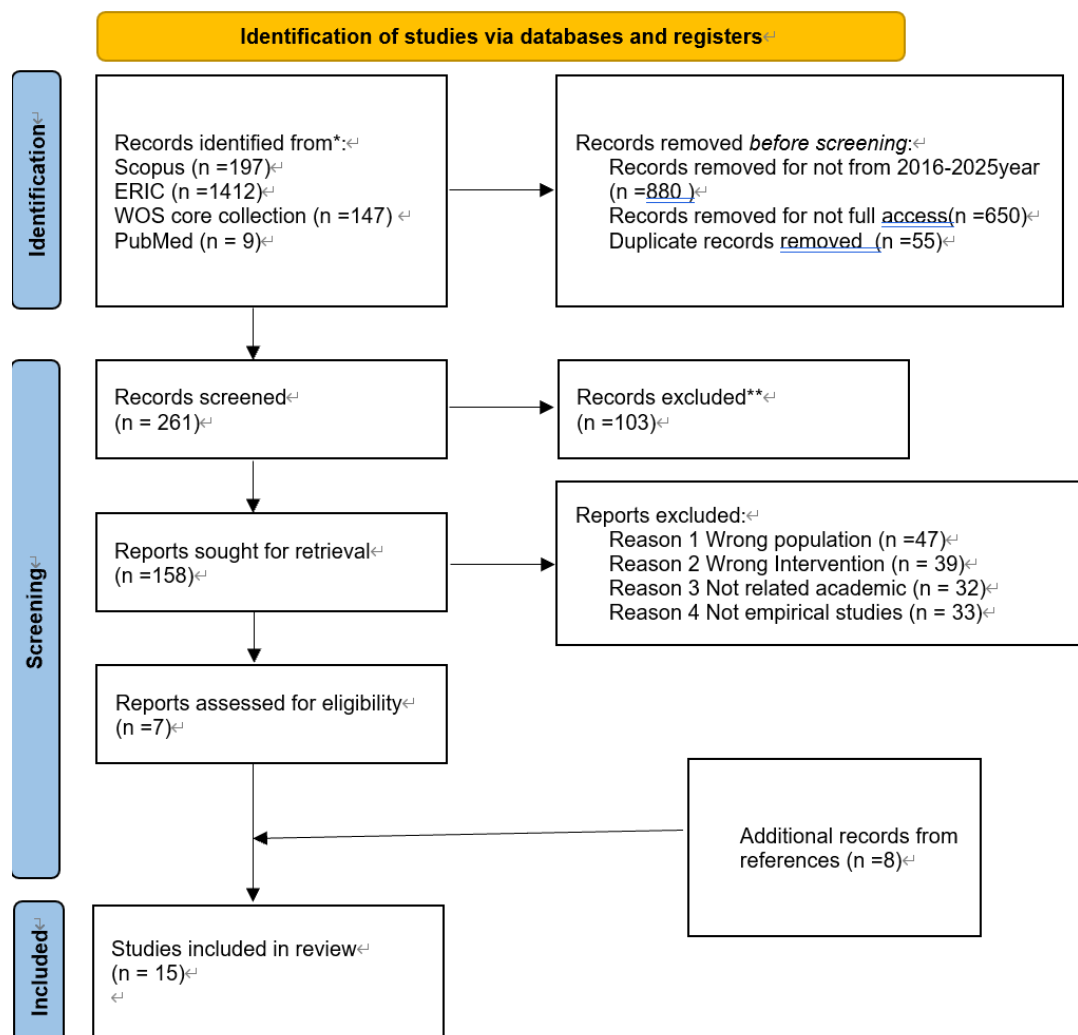 Identification of studies via databases and registers↵
Identification↵
Records identified from*:↵
Scopus (n =197)↵
ERIC (n =1412)↵
WOS core collection (n =147) ↵
PubMed (n = 9)↵
Records removed before screening:↵
Records removed for not from 2016-2025year
(n =880 )↵
Records removed for not full access(n =650)↵
Duplicate records removed  (n =55)↵
Screening↵
Records screened↵
(n = 261)↵
Records excluded**↵
(n =103)↵
Reports sought for retrieval↵
(n =158)↵
Reports excluded:↵
Reason 1 Wrong population (n =47)↵
Reason 2 Wrong Intervention (n = 39)↵
Reason 3 Not related academic (n = 32)↵
Reason 4 Not empirical studies (n = 33)↵
Reports assessed for eligibility↵
(n =7)↵
Additional records from
references (n =8)↵
Included↵
Studies included in review↵
(n = 15)↵
↵